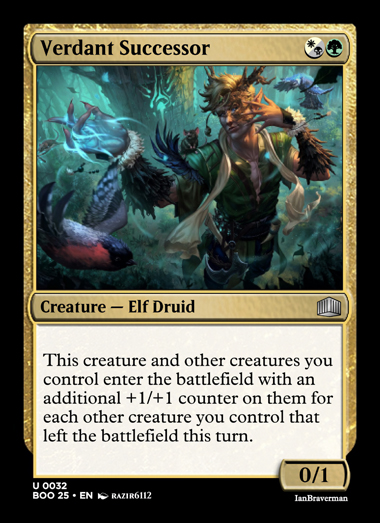 Verdant Successor
Creature — Elf Druid
This creature and other creatures you
control enter the battlefield with an
additional +1/+1 counter on them for
each other creature you control that
left the battlefield this turn.
0/1
U 0032
BOO 25 • EN RAZIR6112
IanBraverman